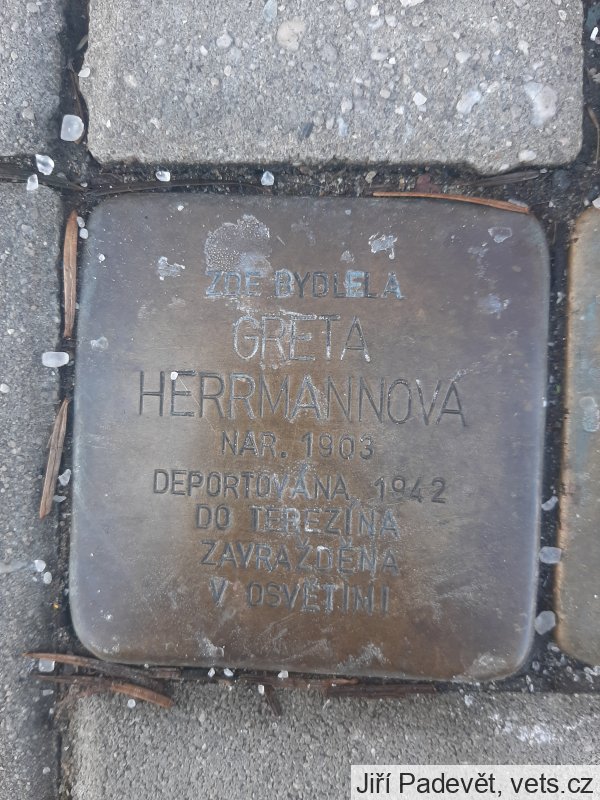 ZDE BYDLELA
GRETA
HERRMANNOVÁ
NAR. 1903
DEPORTOVÁNA 1942
DO TEREZÍNA
ZAVRAŽDĚNA
V OSVĚTIMI
Jiří Padevět, vets.cz